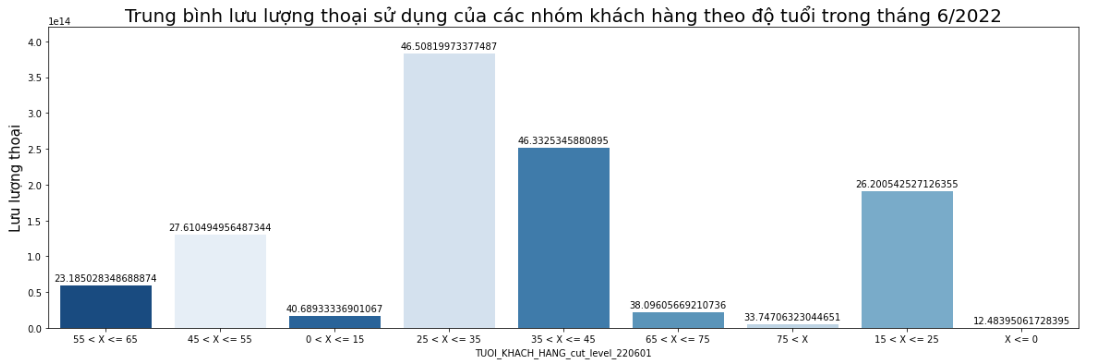 Trung bình lưu lượng thoại sử dụng của các nhóm khách hàng theo độ tuổi trong tháng 6/2022
1e14
Lưu lượng thoại
4.0
3.5
3.0
2.5
2.0
1.5
1.0
0.5
0.0
23.185028348688874
27.610494956487344
40.68933336901067
46.50819973377487
46.3325345880895
38.09605669210736
33.74706323044651
26.200542527126355
12.48395061728395
55 < X <= 65
45 < X <= 55
0 < X <= 15
25 < X <= 35
35 < X <= 45
65 < X <= 75
75 < X
15 < X <= 25
X <= 0
TUOI_KHACH_HANG_cut_level_220601